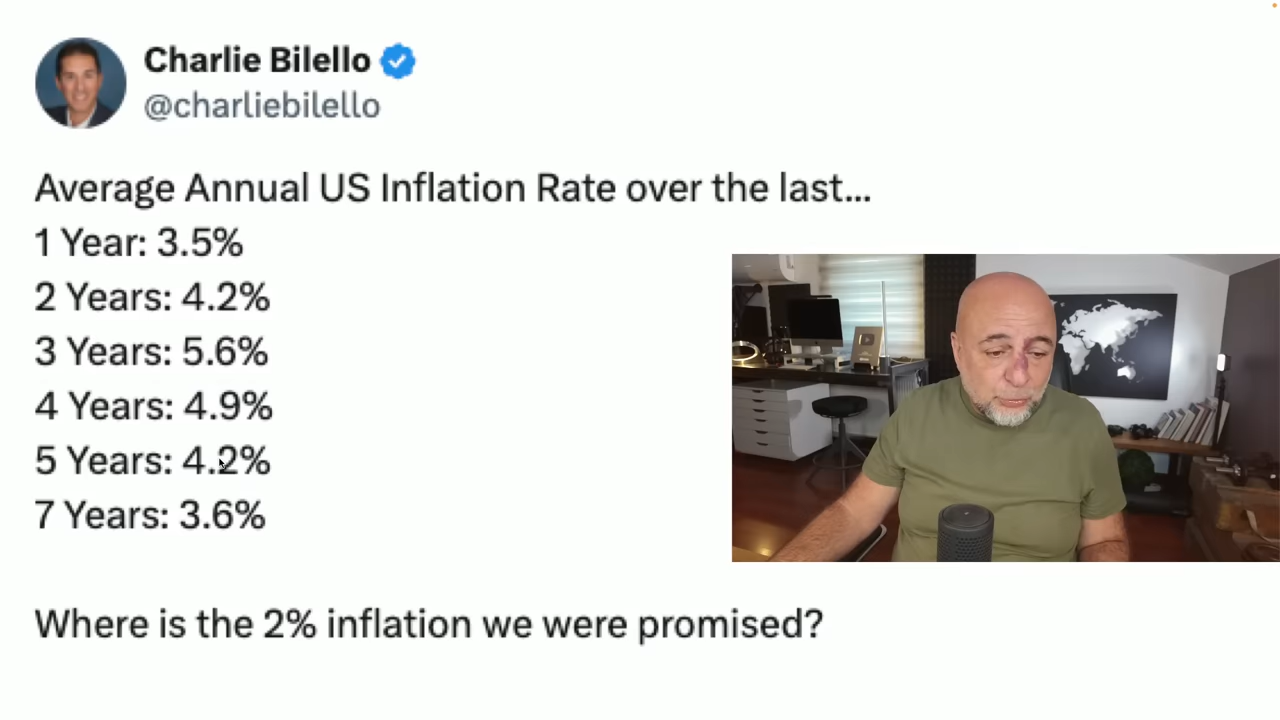 Charlie Bilello
@charliebilello
Average Annual US Inflation Rate over the last...
1 Year: 3.5%
2 Years: 4.2%
3 Years: 5.6%
4 Years: 4.9%
5 Years: 4.2%
7 Years: 3.6%
Where is the 2% inflation we were promised?